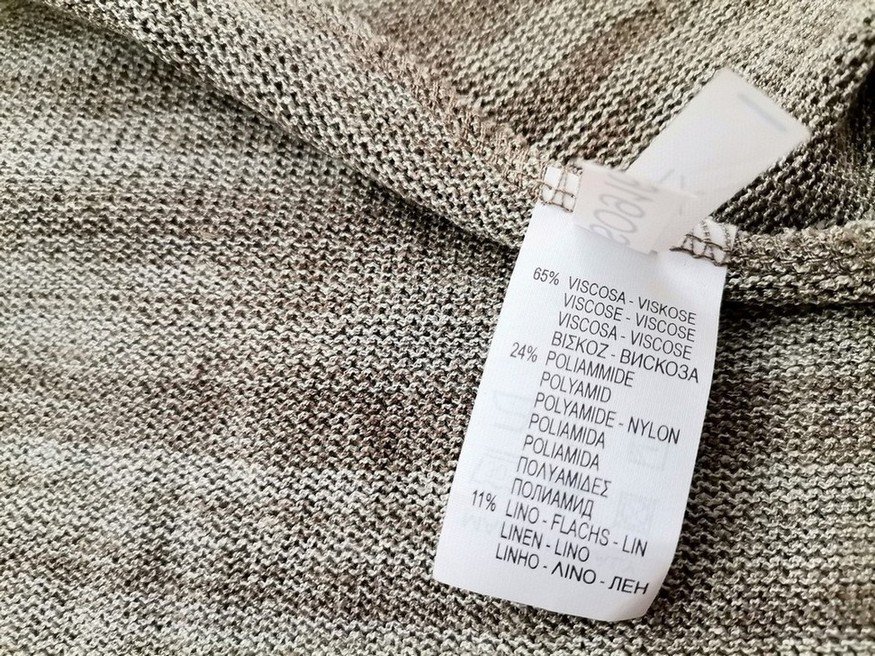 65% VISCOSA - VISKOSE
VISCOSE - VISCOSE
VISCOSA - VISCOSE
ΒΙΣΚΟΖ - ВИСКОЗА
24% POLIAMMIDE
POLYAMID
POLYAMIDE - NYLON
POLIAMIDA
POLIAMIDA
ΠΟΛΥΑΜΙΔΕΣ
ПОЛИАМИД
11% LINO - FLACHS - LIN
LINEN - LINO
LINHO - ΛΙΝΟ - ЛЕН